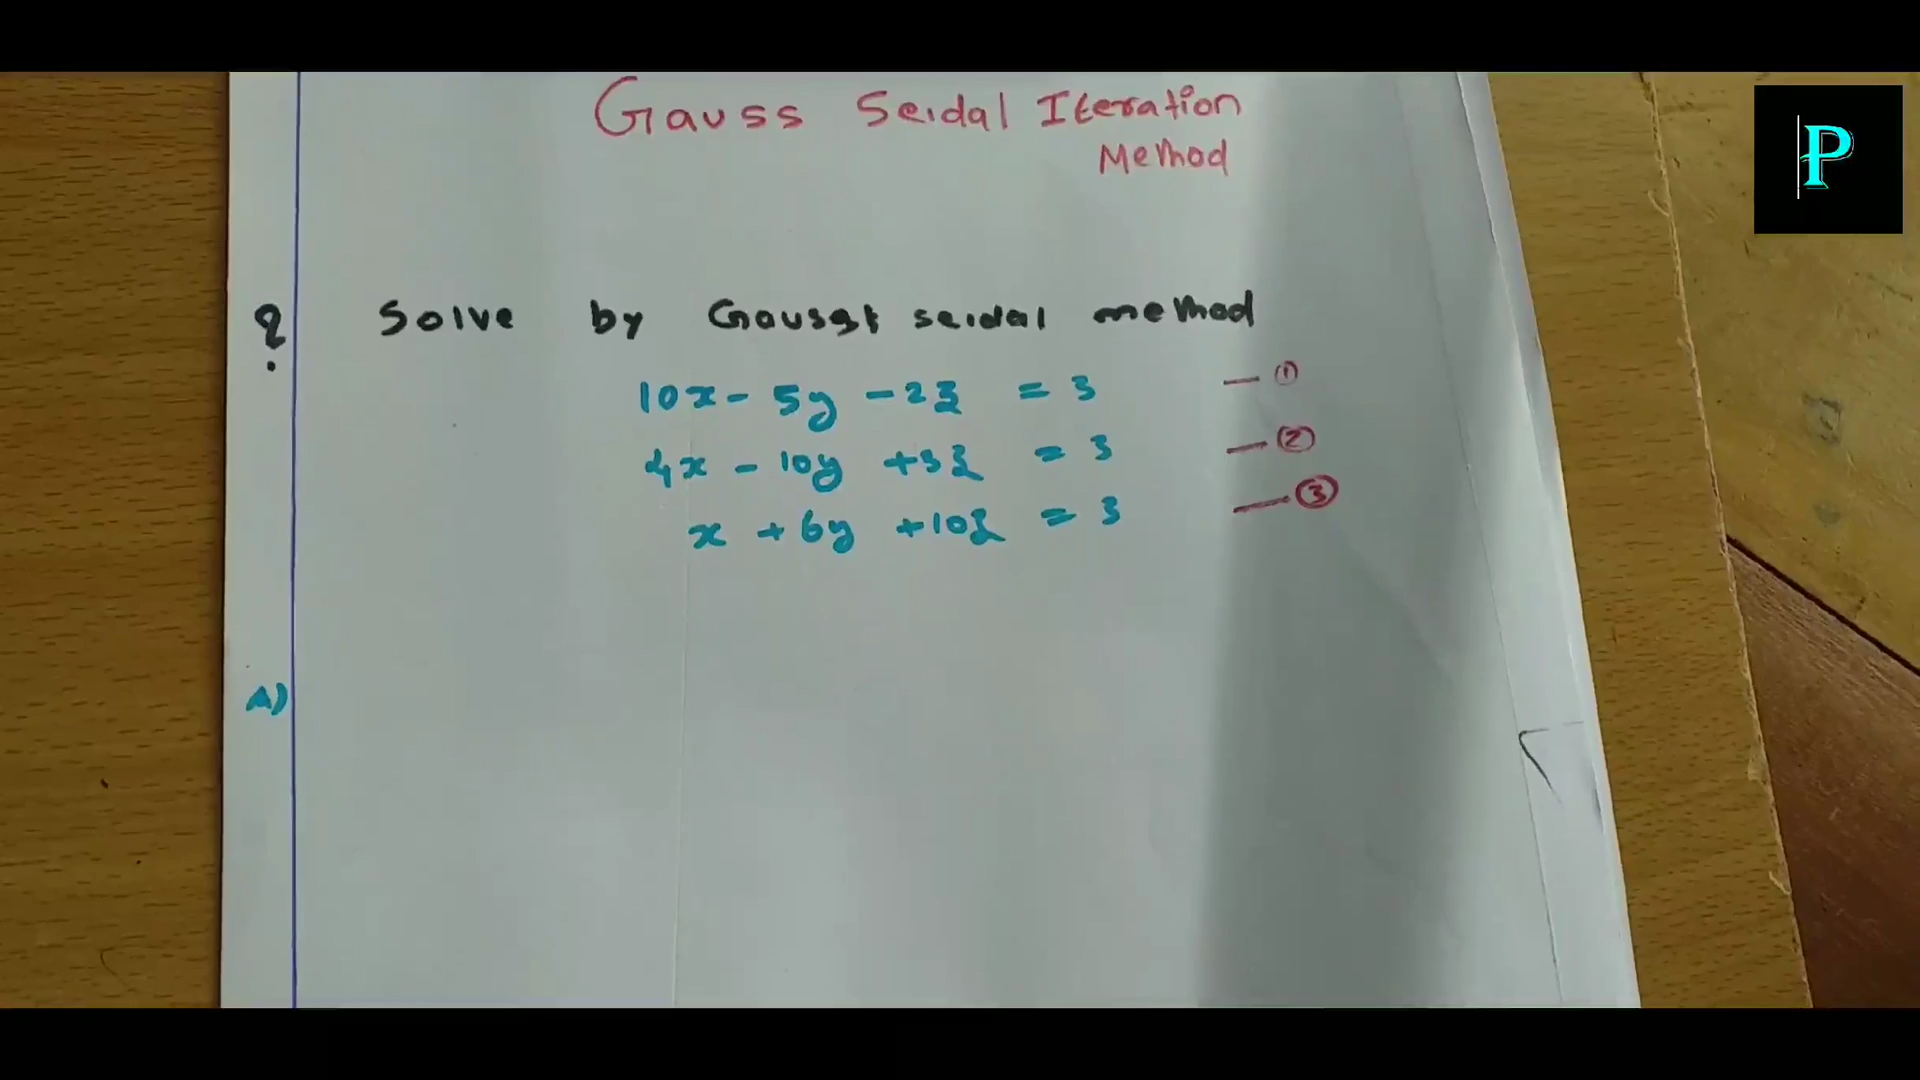 Gauss Seidal Iteration
Method
P
? Solve by Gauss seidal method
10x - 5y - 2z = 3 — ①
4x - 10y + 3z = 3 — ②
x + 6y + 10z = 3 — ③
A)